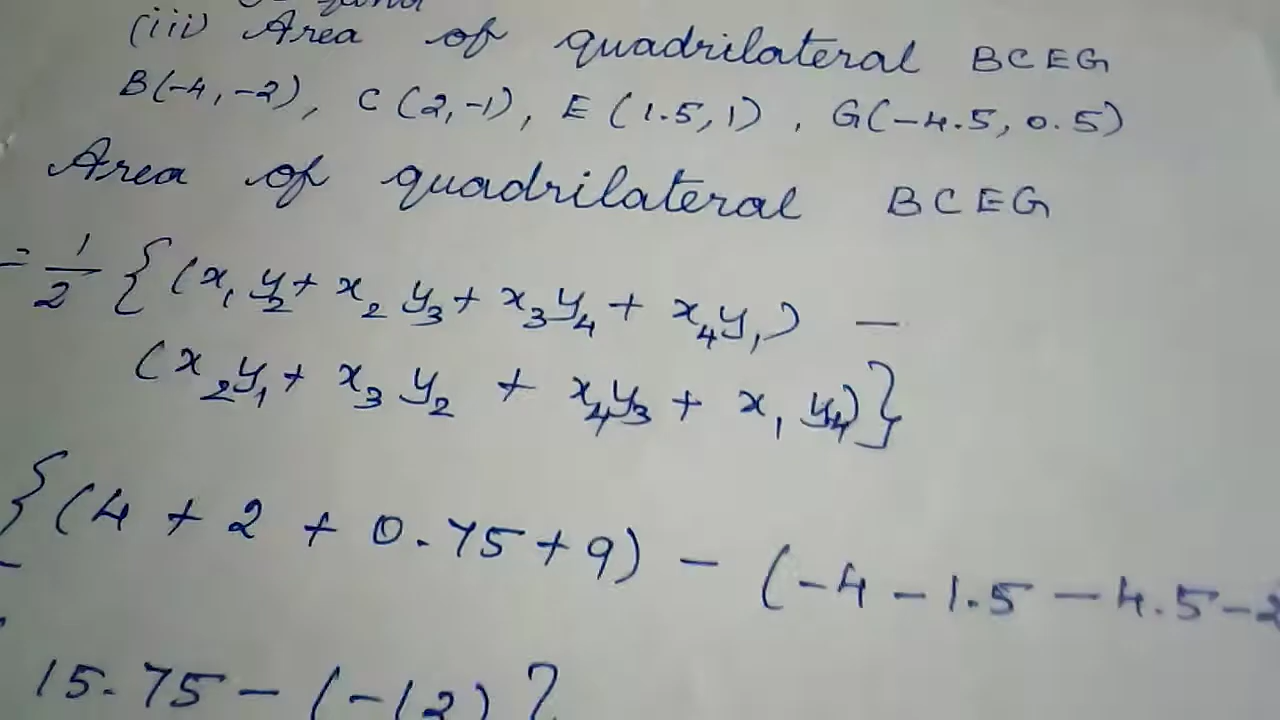 (iii) Area of quadrilateral BCEG
B(-4,-2), C(2,-1), E(1.5,1), G(-4.5,0.5)
Area of quadrilateral BCEG
= 1/2 {(x₁y₂ + x₂y₃ + x₃y₄ + x₄y₁) —
(x₂y₁ + x₃y₂ + x₄y₃ + x₁y₄)}
{(4 + 2 + 0.75 + 9) - (-4 - 1.5 - 4.5 - 2
15.75 - (-12)}